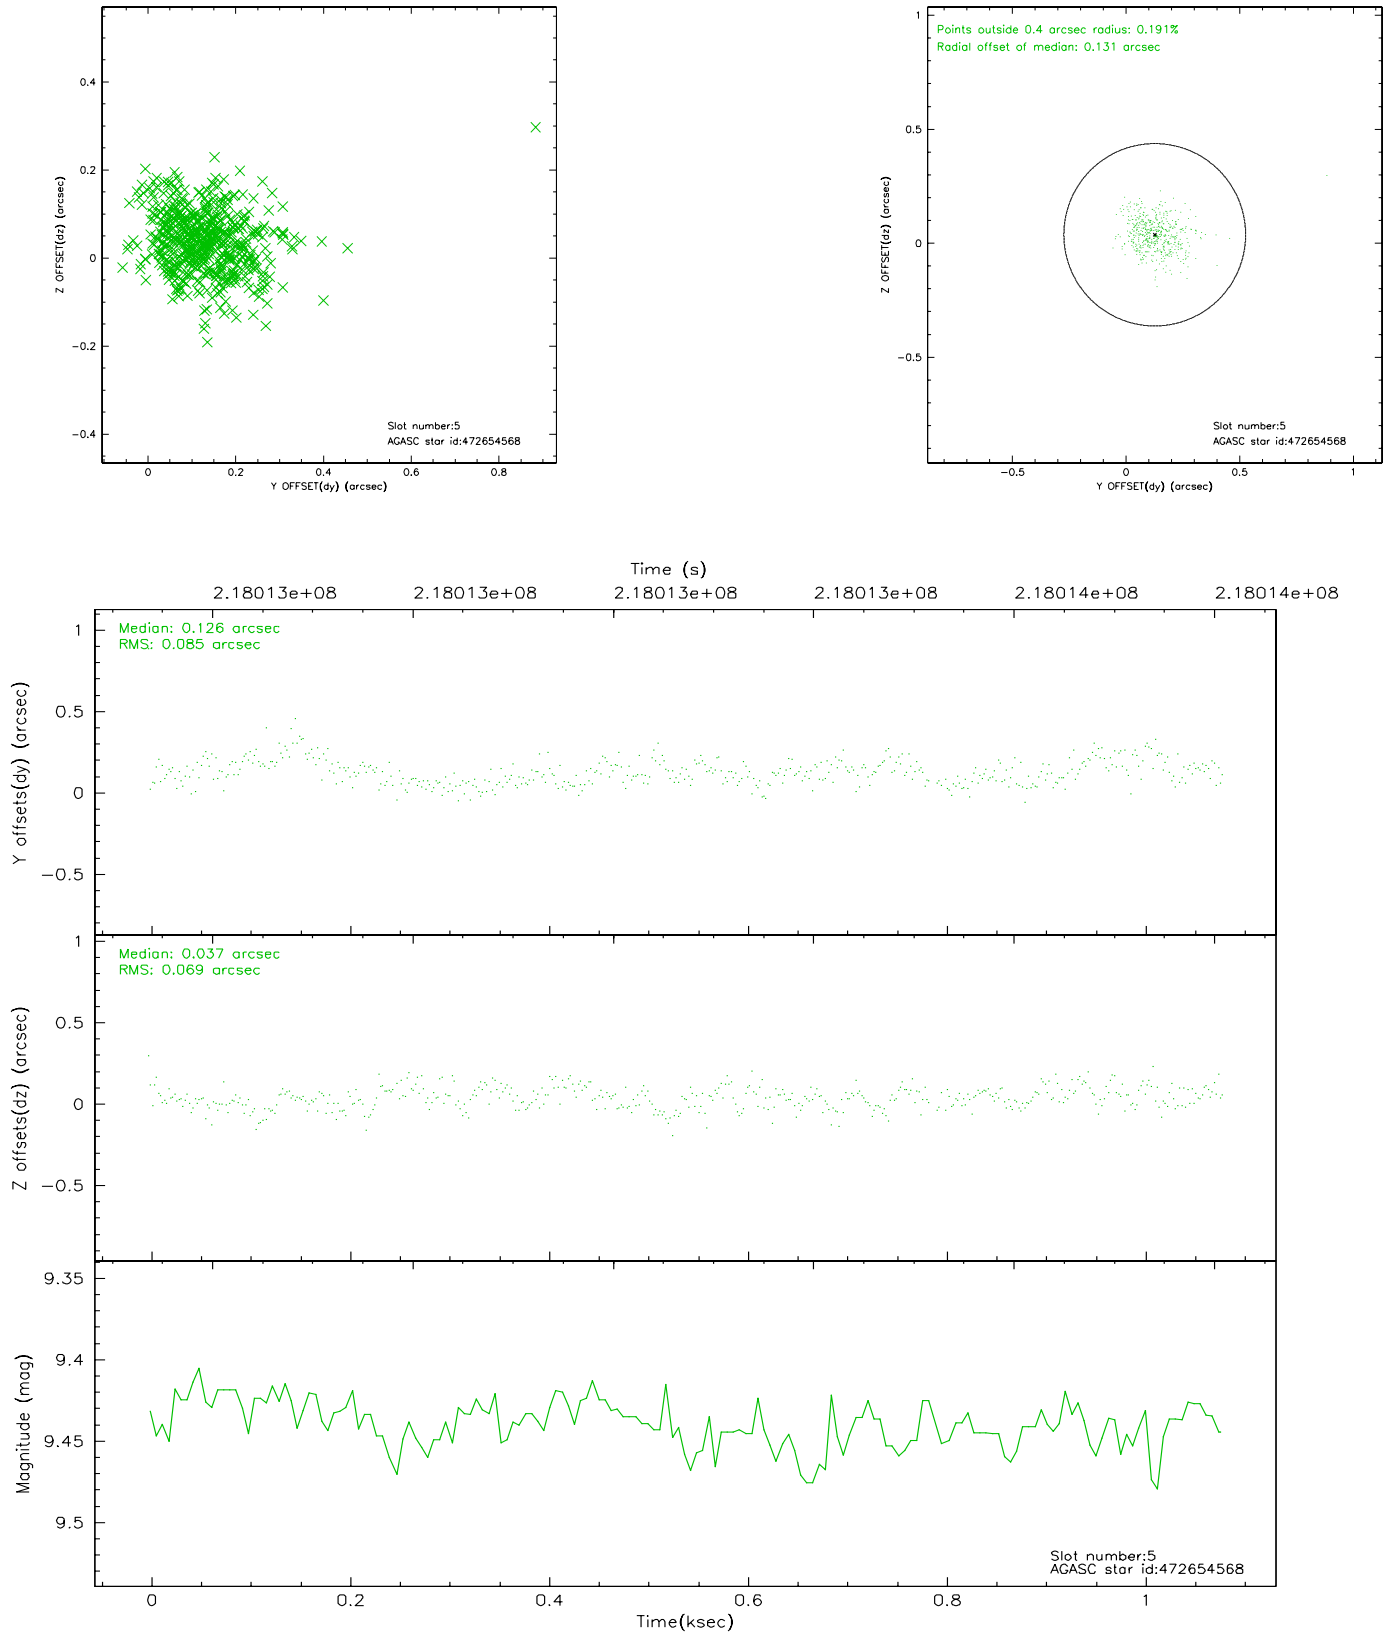 0.4
0.2
0
−0.2
−0.4
Z OFFSET(dz) (arcsec)
Slot number:5
AGASC star id:472654568
0 0.2 0.4 0.6 0.8
Y OFFSET(dy) (arcsec)
Points outside 0.4 arcsec radius: 0.191%
Radial offset of median: 0.131 arcsec
1
0.5
0
−0.5
Z OFFSET(dz) (arcsec)
Slot number:5
AGASC star id:472654568
−0.5 0 0.5 1
Y OFFSET(dy) (arcsec)
Time (s)
2.18013e+08 2.18013e+08 2.18013e+08 2.18013e+08 2.18014e+08 2.18014e+08
Median: 0.126 arcsec
RMS: 0.085 arcsec
1
0.5
0
−0.5
Y offsets(dy) (arcsec)
Median: 0.037 arcsec
RMS: 0.069 arcsec
1
0.5
0
−0.5
Z offsets(dz) (arcsec)
9.35
9.4
9.45
9.5
Magnitude (mag)
Slot number:5
AGASC star id:472654568
0 0.2 0.4 0.6 0.8 1
Time(ksec)